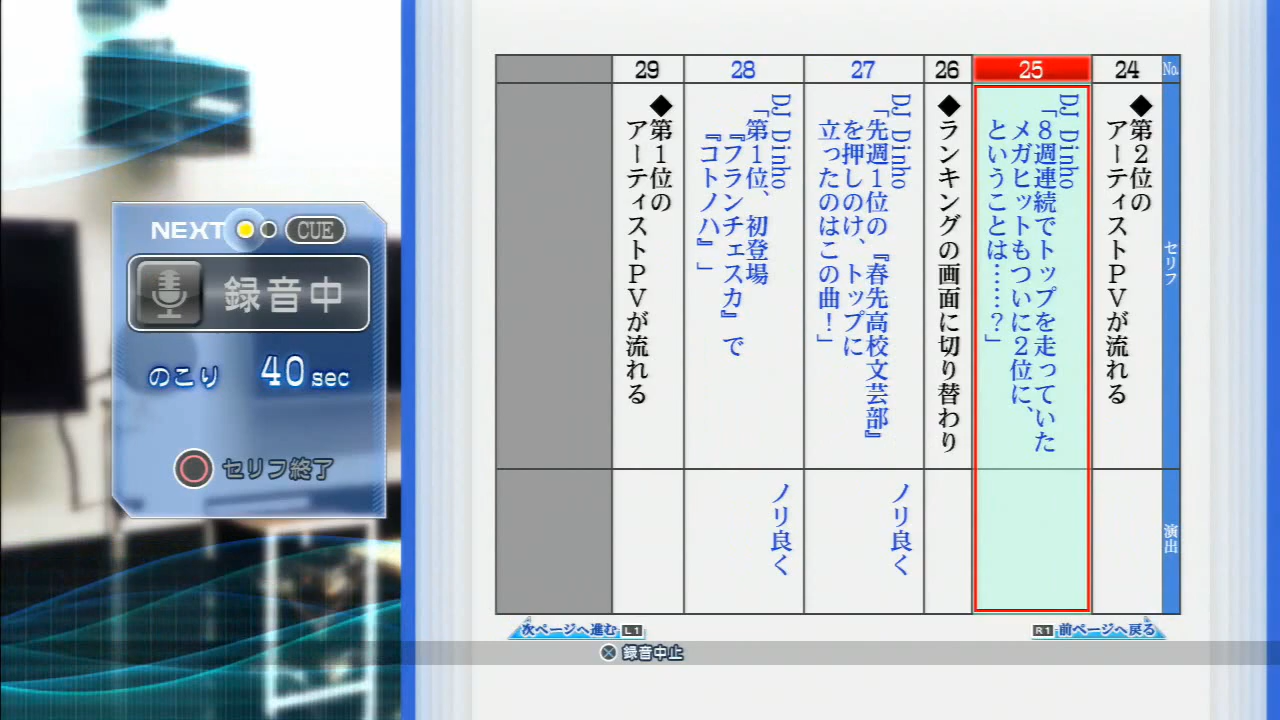 NEXT CUE
録音中
のこり 40sec
セリフ終了
No.
セリフ
演出
24
◆第2位の
アーティストＰＶが流れる
25
DJ Dinho
「８週連続でトップを走っていた
メガヒットもついに２位に、
ということは……？」
26
◆ランキングの画面に切り替わり
27
DJ Dinho
「先週１位の『春先高校文芸部』
を押しのけ、トップに
立ったのはこの曲！」
ノリ良く
28
DJ Dinho
「第１位、初登場
『フランチェスカ』で
『コトノハ』」
ノリ良く
29
◆第１位の
アーティストＰＶが流れる
次ページへ進む L1
R1 前ページへ戻る
録音中止